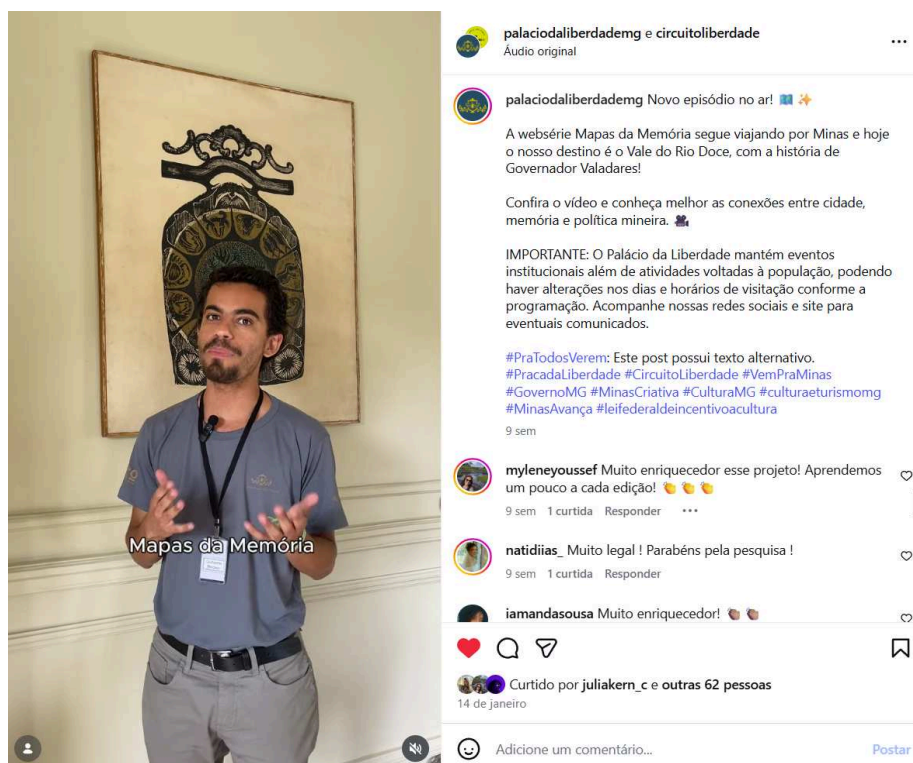 palaciodaliberdademg e circuitoliberdade
Áudio original
palaciodaliberdademg Novo episódio no ar!
A websérie Mapas da Memória segue viajando por Minas e hoje
o nosso destino é o Vale do Rio Doce, com a história de
Governador Valadares!
Confira o vídeo e conheça melhor as conexões entre cidade,
memória e política mineira.
IMPORTANTE: O Palácio da Liberdade mantém eventos
institucionais além de atividades voltadas à população, podendo
haver alterações nos dias e horários de visitação conforme a
programação. Acompanhe nossas redes sociais e site para
eventuais comunicados.
#PraTodosVerem: Este post possui texto alternativo.
#PracadaLiberdade #CircuitoLiberdade #VemPraMinas
#GovernoMG #MinasCriativa #CulturaMG #culturaeturismomg
#MinasAvança #leifederaldeincentivoacultura
9 sem
myleneyoussef Muito enriquecedor esse projeto! Aprendemos
um pouco a cada edição!
9 sem 1 curtida Responder
natidiias_ Muito legal ! Parabéns pela pesquisa !
9 sem 1 curtida Responder
iamandasousa Muito enriquecedor!
Curtido por juliakern_c e outras 62 pessoas
14 de janeiro
Adicione um comentário... Postar
Mapas da Memória